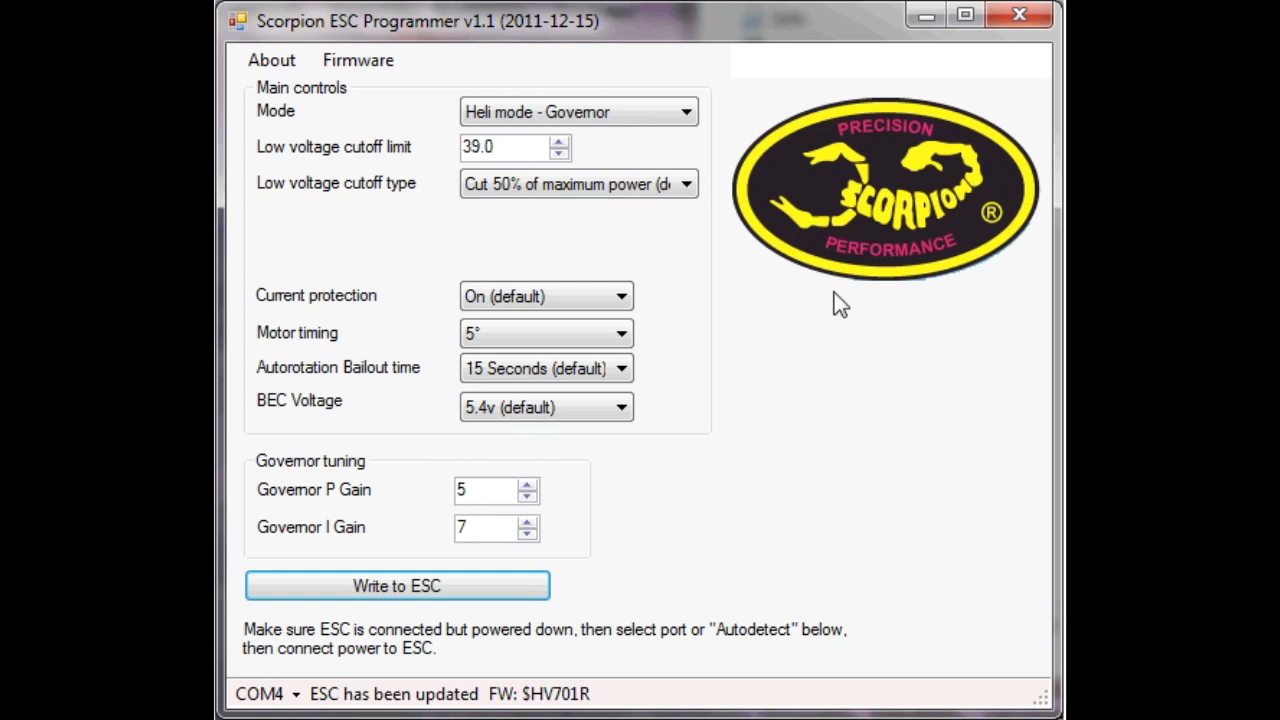 Scorpion ESC Programmer v1.1 (2011-12-15)
About Firmware
Main controls
Mode Heli mode - Governor
Low voltage cutoff limit 39.0
Low voltage cutoff type Cut 50% of maximum power (de
Current protection On (default)
Motor timing 5°
Autorotation Bailout time 15 Seconds (default)
BEC Voltage 5.4v (default)
Governor tuning
Governor P Gain 5
Governor I Gain 7
Write to ESC
Make sure ESC is connected but powered down, then select port or "Autodetect" below,
then connect power to ESC.
COM4 ESC has been updated FW: $HV701R
PRECISION
SCORPION
®
PERFORMANCE